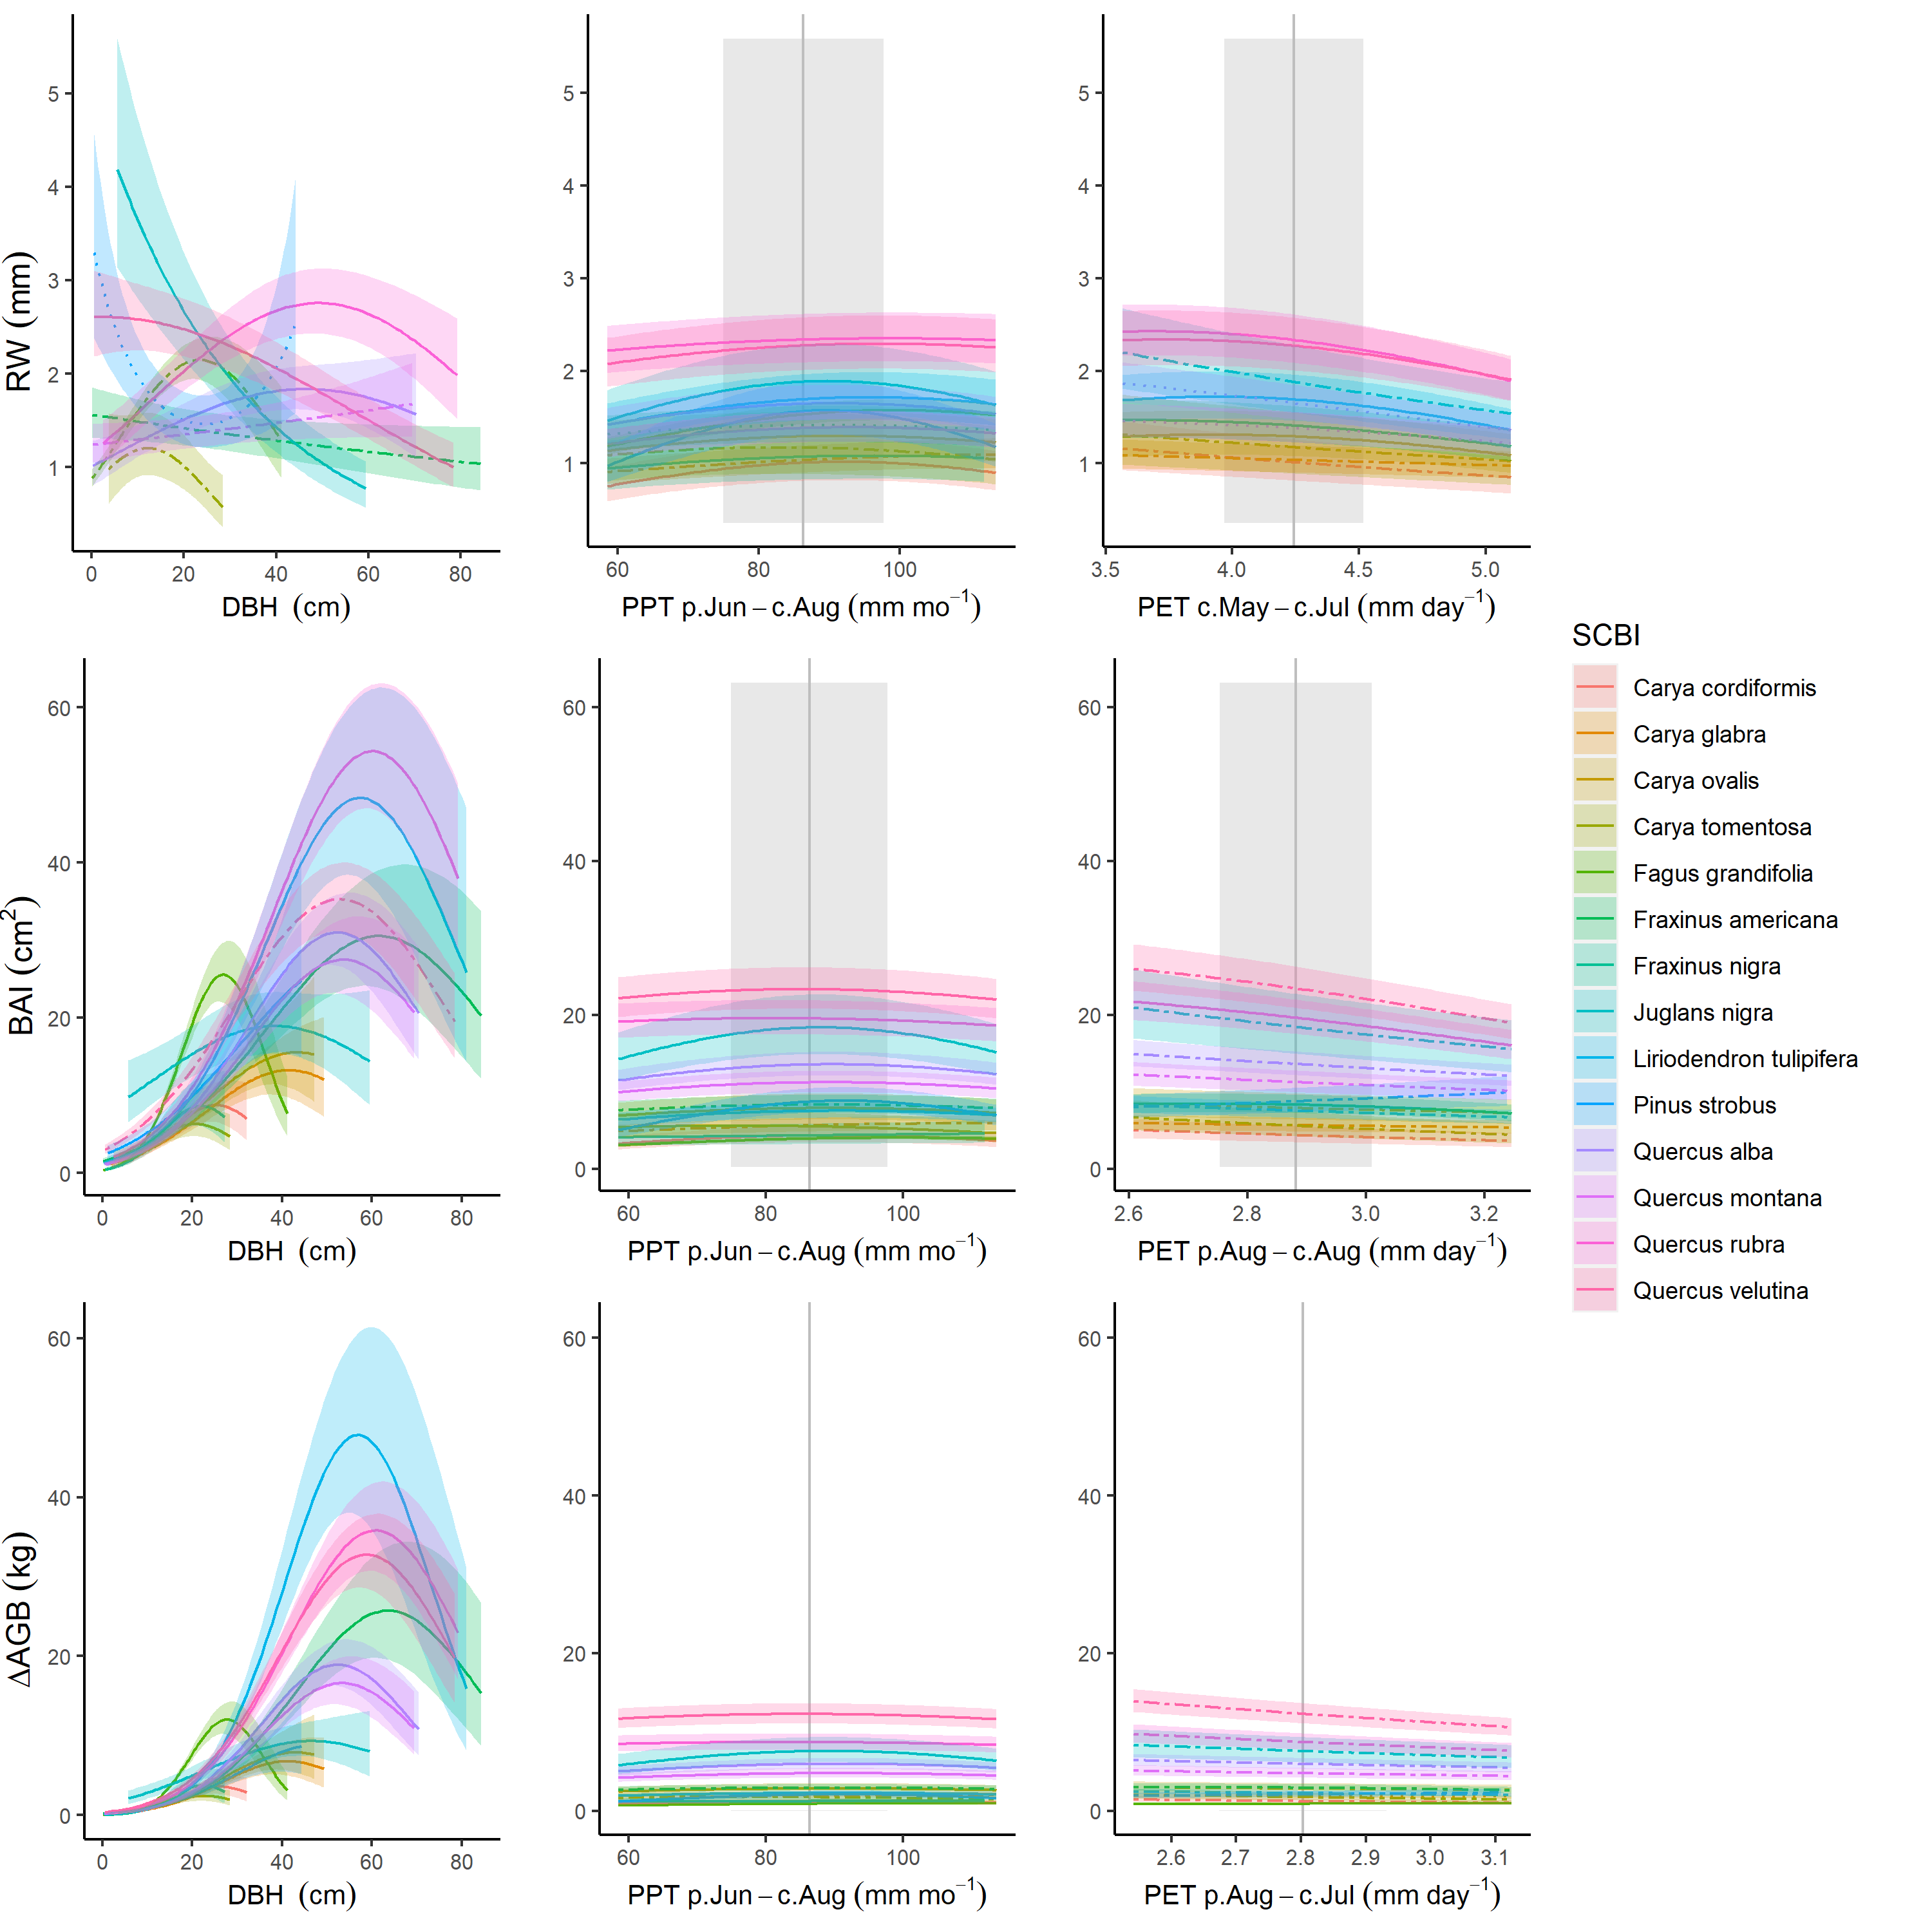 RW (mm)
5
4
3
2
1
0 20 40 60 80
DBH (cm)
5
4
3
2
1
60 80 100
PPT p.Jun – c.Aug (mm mo⁻¹)
5
4
3
2
1
3.5 4.0 4.5 5.0
PET c.May – c.Jul (mm day⁻¹)
BAI (cm²)
60
40
20
0
0 20 40 60 80
DBH (cm)
60
40
20
0
60 80 100
PPT p.Jun – c.Aug (mm mo⁻¹)
60
40
20
0
2.6 2.8 3.0 3.2
PET p.Aug – c.Aug (mm day⁻¹)
ΔAGB (kg)
60
40
20
0
0 20 40 60 80
DBH (cm)
60
40
20
0
60 80 100
PPT p.Jun – c.Aug (mm mo⁻¹)
60
40
20
0
2.6 2.7 2.8 2.9 3.0 3.1
PET p.Aug – c.Jul (mm day⁻¹)
SCBI
Carya cordiformis
Carya glabra
Carya ovalis
Carya tomentosa
Fagus grandifolia
Fraxinus americana
Fraxinus nigra
Juglans nigra
Liriodendron tulipifera
Pinus strobus
Quercus alba
Quercus montana
Quercus rubra
Quercus velutina